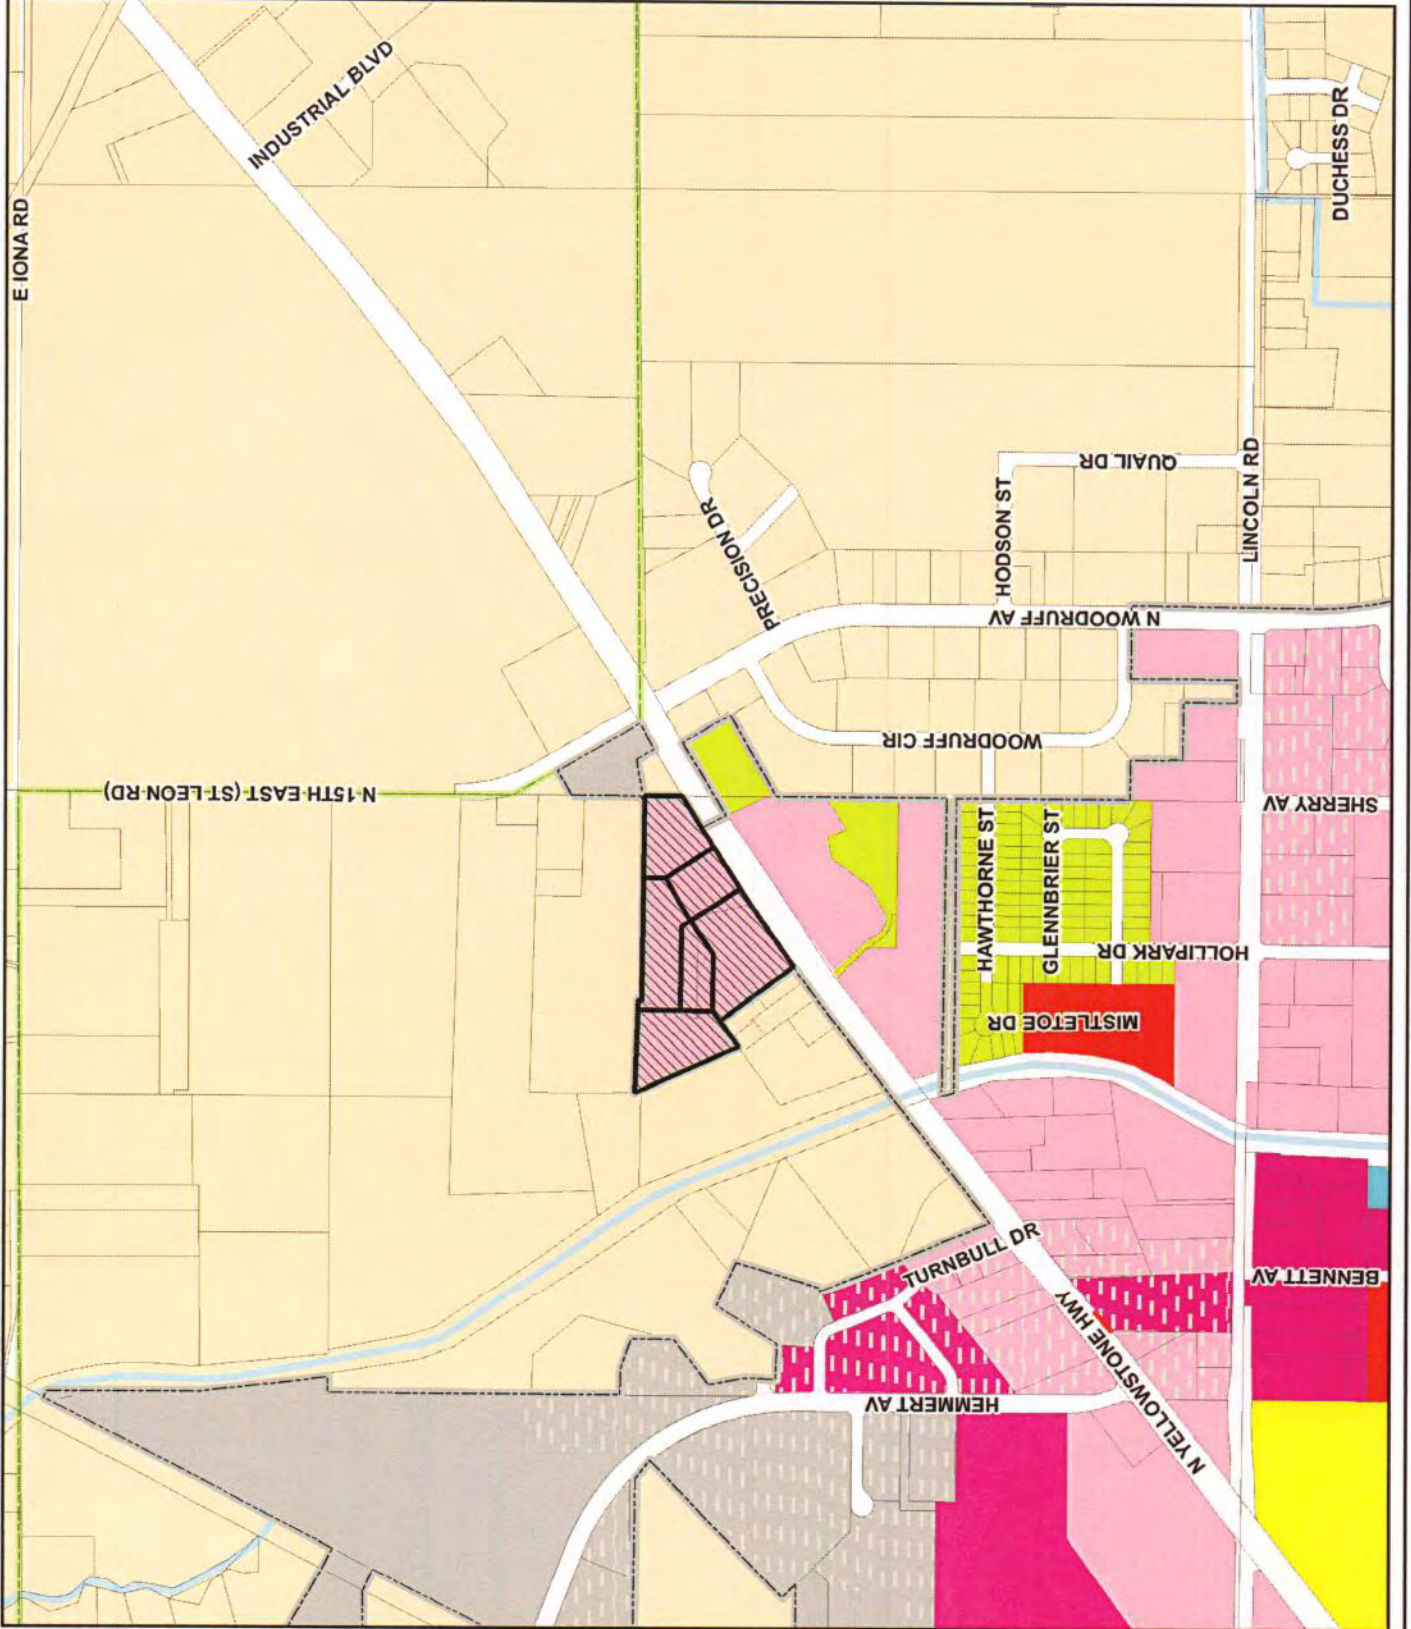 INDUSTRIAL BLVD
E IONA RD
DUCHESS DR
LINCOLN RD
QUAIL DR
HODSON ST
PRECISION DR
N WOODRUFF AV
WOODRUFF CIR
N 15TH EAST (ST LEON RD)
SHERRY AV
HAWTHORNE ST
GLENNBRIER ST
HOLLIPARK DR
MISTLETOE DR
TURNBULL DR
BENNETT AV
N YELLOWSTONE HWY
HEMMERT AV